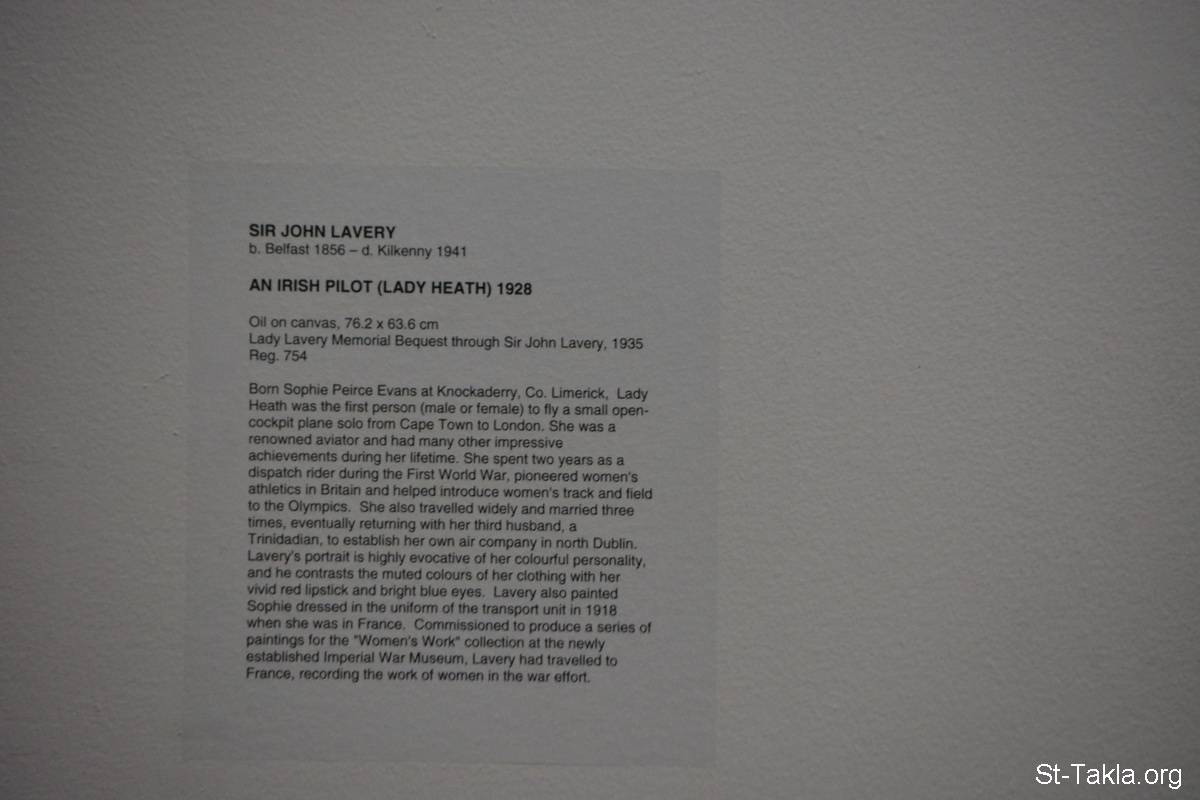 SIR JOHN LAVERY
b. Belfast 1856 – d. Kilkenny 1941
AN IRISH PILOT (LADY HEATH) 1928
Oil on canvas, 76.2 x 63.6 cm
Lady Lavery Memorial Bequest through Sir John Lavery, 1935
Reg. 754
Born Sophie Peirce Evans at Knockaderry, Co. Limerick,  Lady
Heath was the first person (male or female) to fly a small open-
cockpit plane solo from Cape Town to London. She was a
renowned aviator and had many other impressive
achievements during her lifetime. She spent two years as a
dispatch rider during the First World War, pioneered women's
athletics in Britain and helped introduce women's track and field
to the Olympics.  She also travelled widely and married three
times, eventually returning with her third husband, a
Trinidadian, to establish her own air company in north Dublin.
Lavery's portrait is highly evocative of her colourful personality,
and he contrasts the muted colours of her clothing with her
vivid red lipstick and bright blue eyes.  Lavery also painted
Sophie dressed in the uniform of the transport unit in 1918
when she was in France.  Commissioned to produce a series of
paintings for the "Women's Work" collection at the newly
established Imperial War Museum, Lavery had travelled to
France, recording the work of women in the war effort.
St-Takla.org